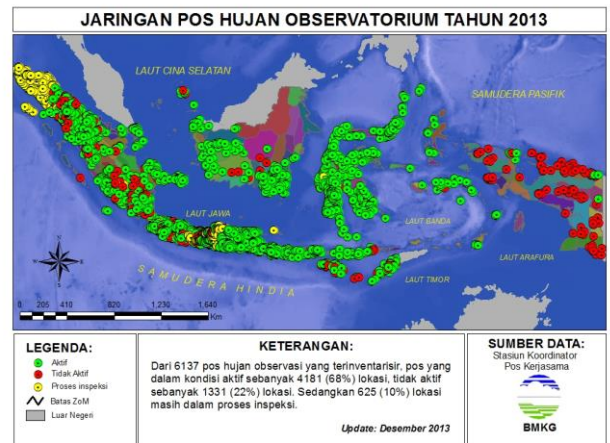 JARINGAN POS HUJAN OBSERVATORIUM TAHUN 2013
LAUT CINA SELATAN
SAMUDERA PASIFIK
LAUT JAWA
LAUT BANDA
LAUT ARAFURA
LAUT TIMOR
SAMUDERA HINDIA
0 205 410 820 1,230 1,640
Km
LEGENDA:
Aktif
Tidak Aktif
Proses inspeksi
Batas ZoM
Luar Negeri
KETERANGAN:
Dari 6137 pos hujan observasi yang terinventarisir, pos yang
dalam kondisi aktif sebanyak 4181 (68%) lokasi, tidak aktif
sebanyak 1331 (22%) lokasi. Sedangkan 625 (10%) lokasi
masih dalam proses inspeksi.
Update: Desember 2013
SUMBER DATA:
Stasiun Koordinator
Pos Kerjasama
BMKG